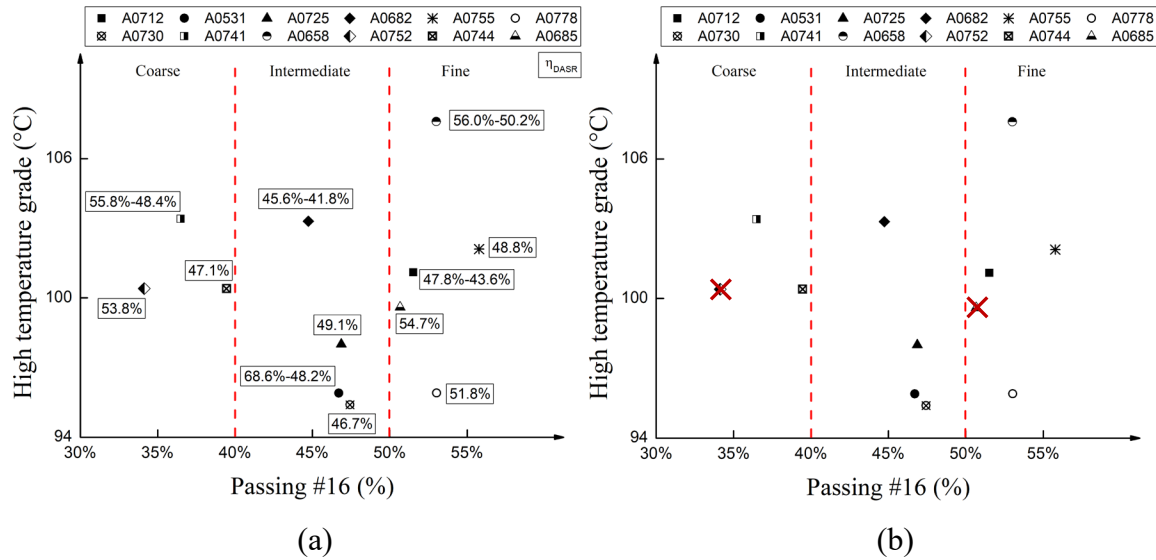 A0712 A0531 A0725 A0682 A0755 A0778
A0730 A0741 A0658 A0752 A0744 A0685
Coarse Intermediate Fine
ηDASR
High temperature grade (°C)
106
100
94
56.0%-50.2%
55.8%-48.4%
45.6%-41.8%
48.8%
47.1%
47.8%-43.6%
53.8%
54.7%
49.1%
68.6%-48.2%
51.8%
46.7%
30% 35% 40% 45% 50% 55%
Passing #16 (%)
(a)
A0712 A0531 A0725 A0682 A0755 A0778
A0730 A0741 A0658 A0752 A0744 A0685
Coarse Intermediate Fine
High temperature grade (°C)
106
100
94
30% 35% 40% 45% 50% 55%
Passing #16 (%)
(b)